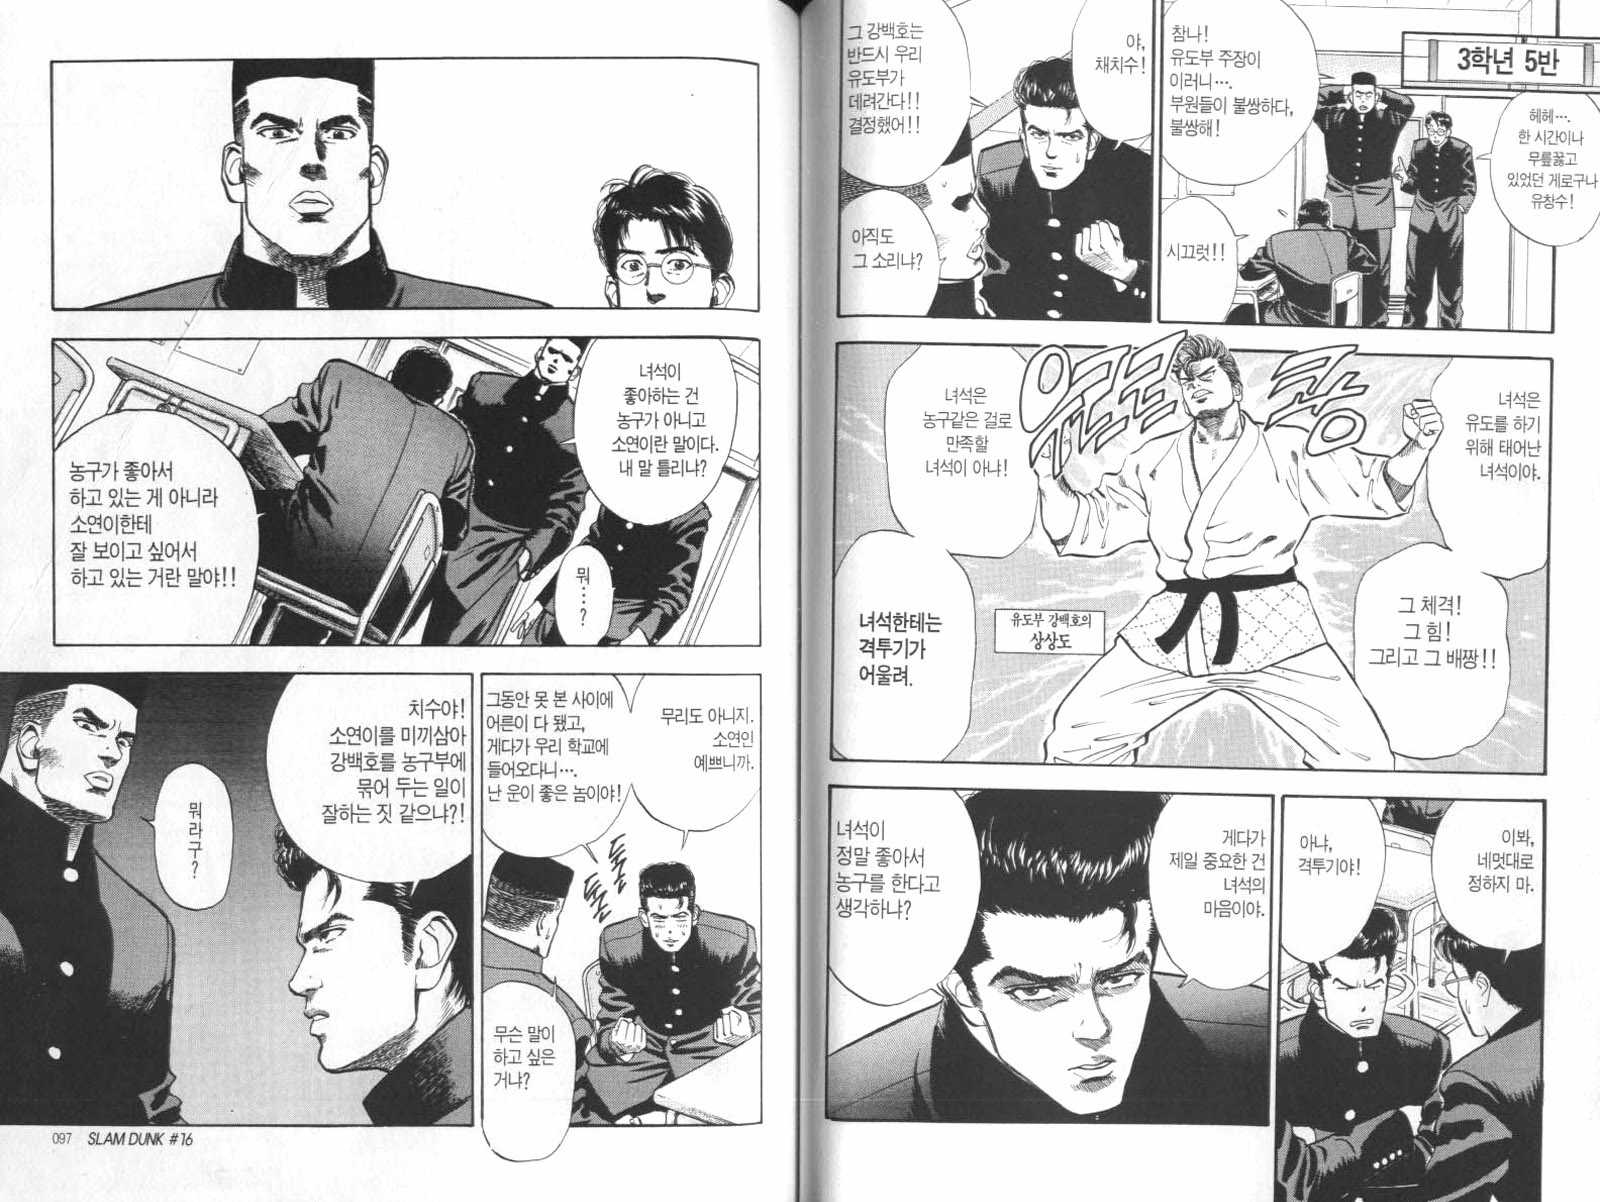 3학년 5반
헤헤….
한 시간이나
무릎꿇고
있었던 게로구나
유창수!
참나!
유도부 주장이
이러니….
부원들이 불쌍하다,
불쌍해!
시끄럿!!
야,
채치수!
그 강백호는
반드시 우리
유도부가
데려간다!!
결정했어!!
아직도
그 소리냐?
녀석은
유도를 하기
위해 태어난
녀석이야.
그 체격!
그 힘!
그리고 그 배짱!!
녀석은
농구같은 걸로
만족할
녀석이 아냐!
녀석한테는
격투기가
어울려.
유도부 강백호의
상상도
이봐,
네멋대로
정하지 마.
아냐,
격투기야!
게다가
제일 중요한 건
녀석의
마음이야.
녀석이
정말 좋아서
농구를 한다고
생각하냐?
녀석이
좋아하는 건
농구가 아니고
소연이란 말이다.
내 말 틀리냐?
뭐
…?
농구가 좋아서
하고 있는 게 아니라
소연이한테
잘 보이고 싶어서
하고 있는 거란 말야!!
무리도 아니지.
소연인
예쁘니까.
그동안 못 본 사이에
어른이 다 됐고,
게다가 우리 학교에
들어오다니….
난 운이 좋은 놈이야!
무슨 말이
하고 싶은
거냐?
치수야!
소연이를 미끼삼아
강백호를 농구부에
묶어 두는 일이
잘하는 짓 같으냐?!
뭐라구?
097 SLAM DUNK #16